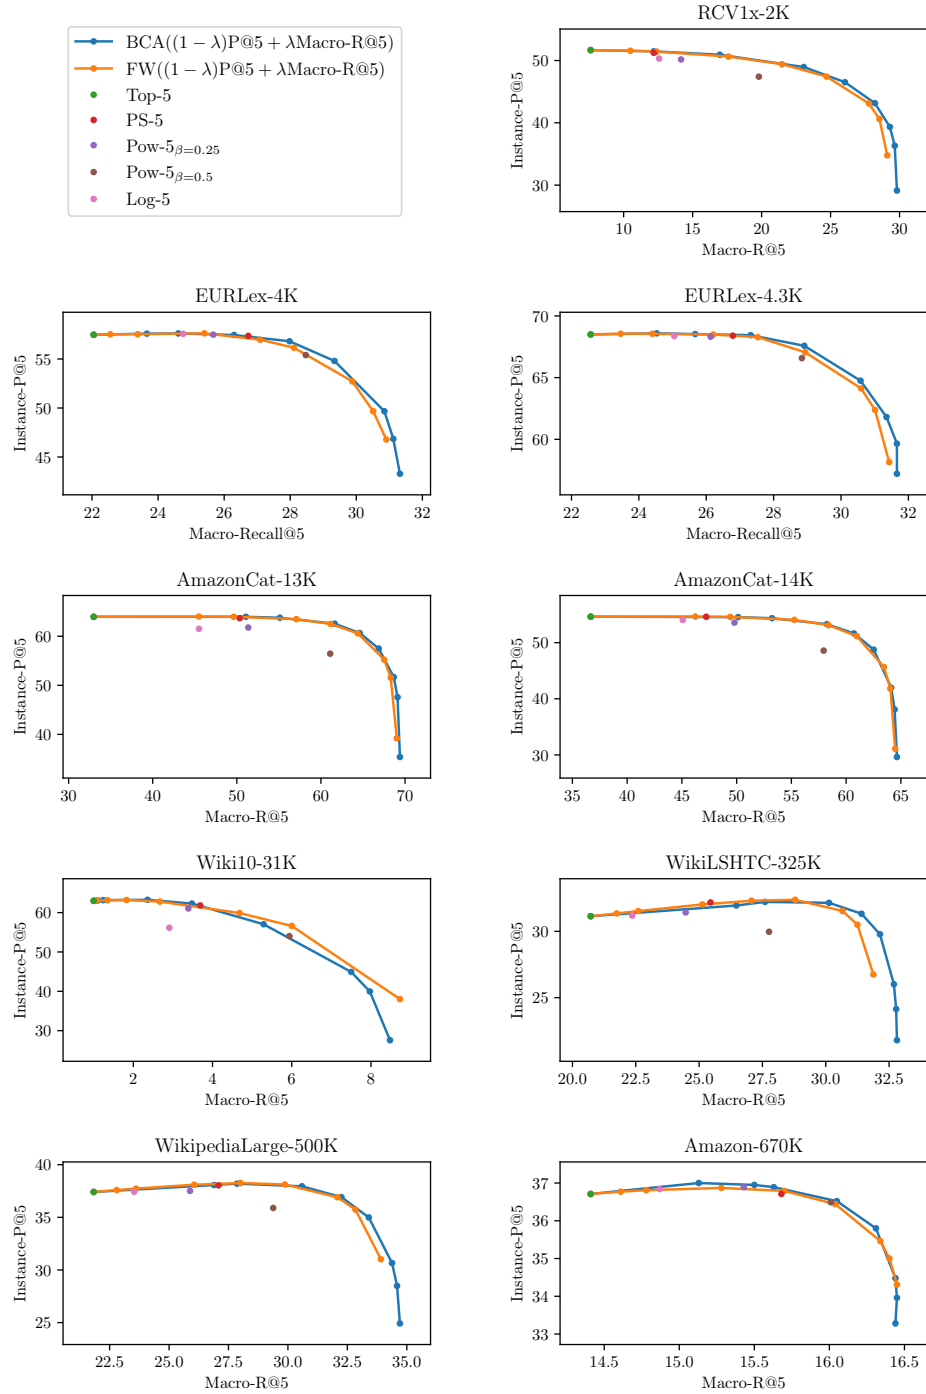 BCA((1 − λ)P@5 + λMacro-R@5)
FW((1 − λ)P@5 + λMacro-R@5)
Top-5
PS-5
Pow-5β=0.25
Pow-5β=0.5
Log-5
RCV1x-2K
Instance-P@5
50
40
30
10 15 20 25 30
Macro-R@5
EURLex-4K
Instance-P@5
55
50
45
22 24 26 28 30 32
Macro-Recall@5
EURLex-4.3K
Instance-P@5
70
65
60
22 24 26 28 30 32
Macro-Recall@5
AmazonCat-13K
Instance-P@5
60
50
40
30 40 50 60 70
Macro-R@5
AmazonCat-14K
Instance-P@5
50
40
30
35 40 45 50 55 60 65
Macro-R@5
Wiki10-31K
Instance-P@5
60
50
40
30
2 4 6 8
Macro-R@5
WikiLSHTC-325K
Instance-P@5
30
25
20.0 22.5 25.0 27.5 30.0 32.5
Macro-R@5
WikipediaLarge-500K
Instance-P@5
40
35
30
25
22.5 25.0 27.5 30.0 32.5 35.0
Macro-R@5
Amazon-670K
Instance-P@5
37
36
35
34
33
14.5 15.0 15.5 16.0 16.5
Macro-R@5